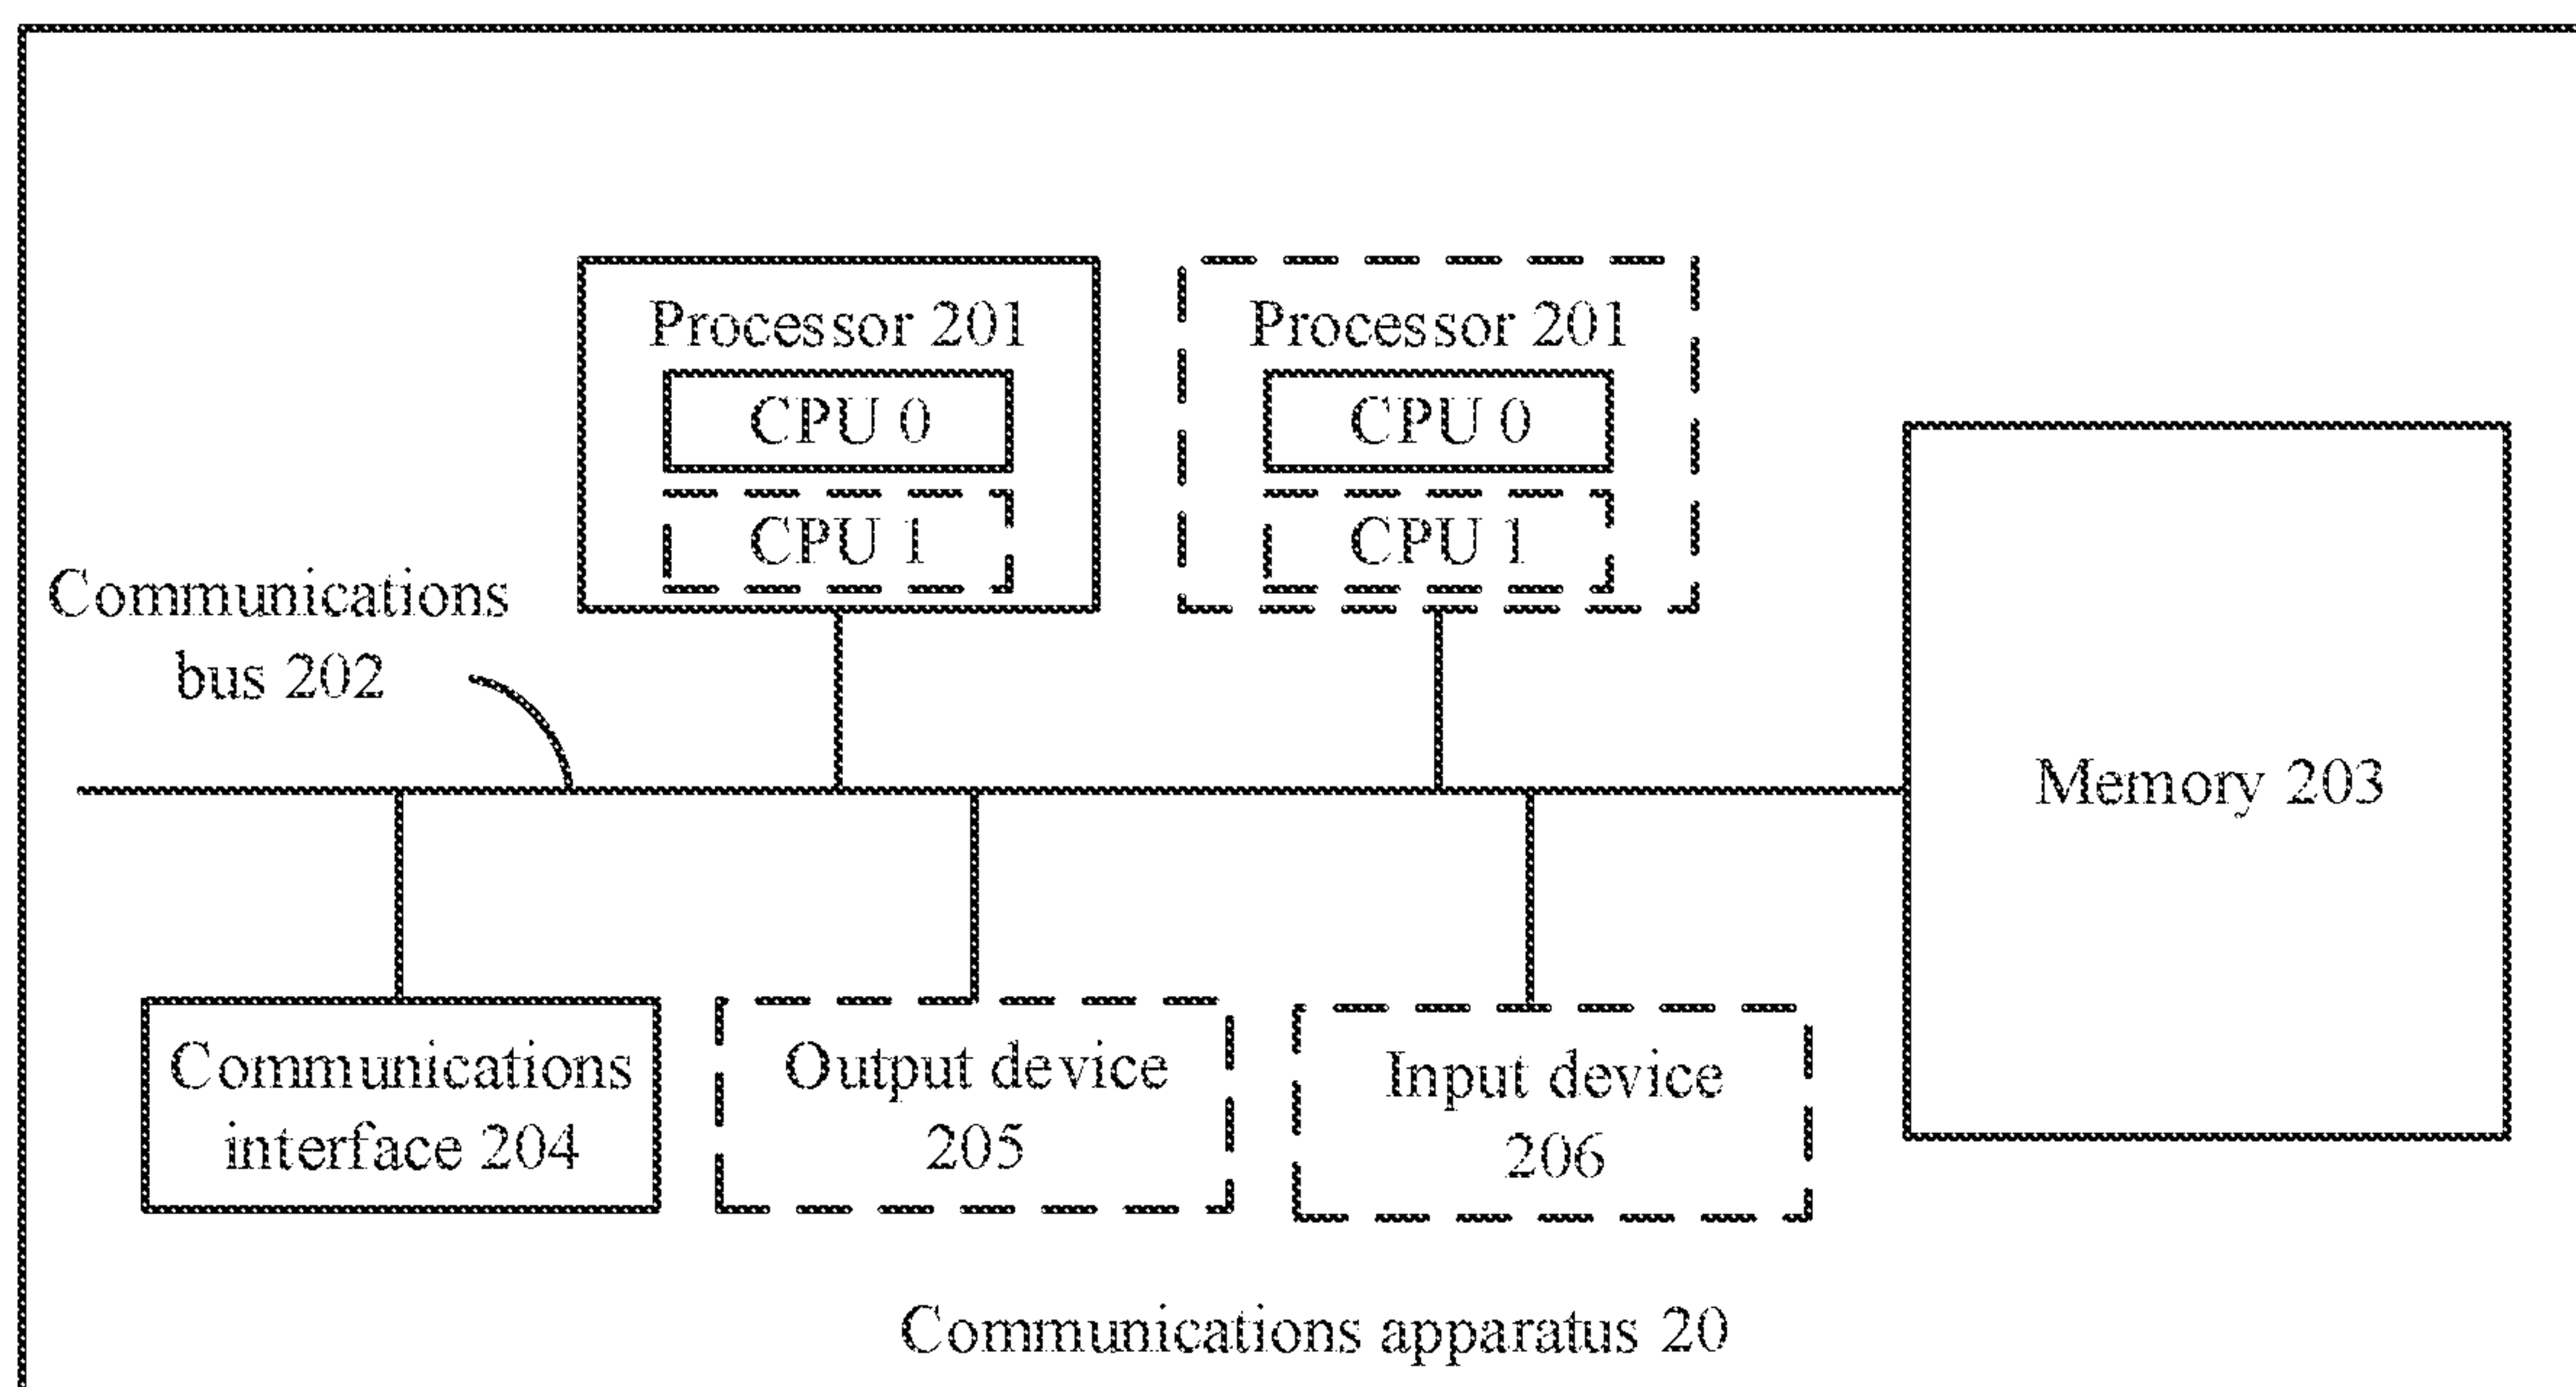 Processor 201
CPU 0
CPU 1
Processor 201
CPU 0
CPU 1
Communications
bus 202
Memory 203
Communications
interface 204
Output device
205
Input device
206
Communications apparatus 20